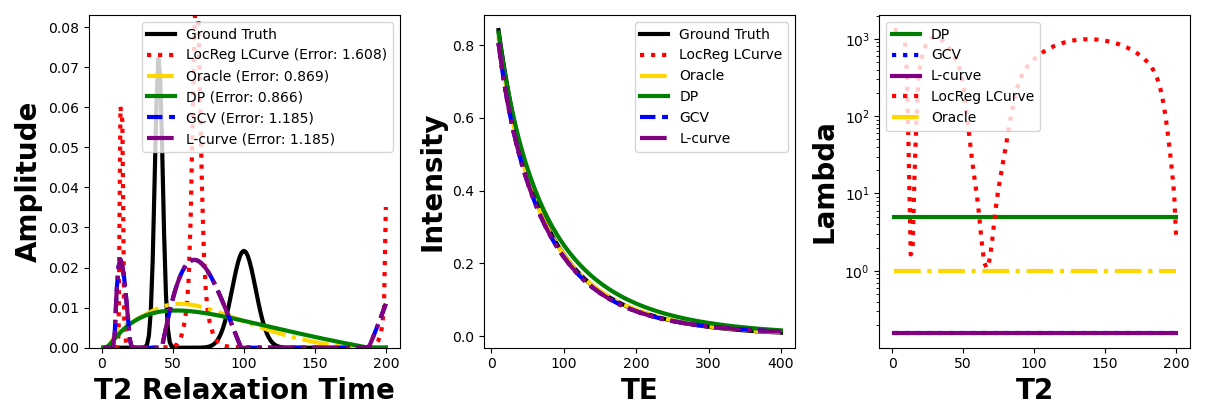 Amplitude
0.08
0.07
0.06
0.05
0.04
0.03
0.02
0.01
0.00
Ground Truth
LocReg LCurve (Error: 1.608)
Oracle (Error: 0.869)
DP (Error: 0.866)
GCV (Error: 1.185)
L-curve (Error: 1.185)
0 50 100 150 200
T2 Relaxation Time
Intensity
0.8
0.6
0.4
0.2
0.0
Ground Truth
LocReg LCurve
Oracle
DP
GCV
L-curve
0 100 200 300 400
TE
Lambda
10³
10²
10¹
10⁰
DP
GCV
L-curve
LocReg LCurve
Oracle
0 50 100 150 200
T2